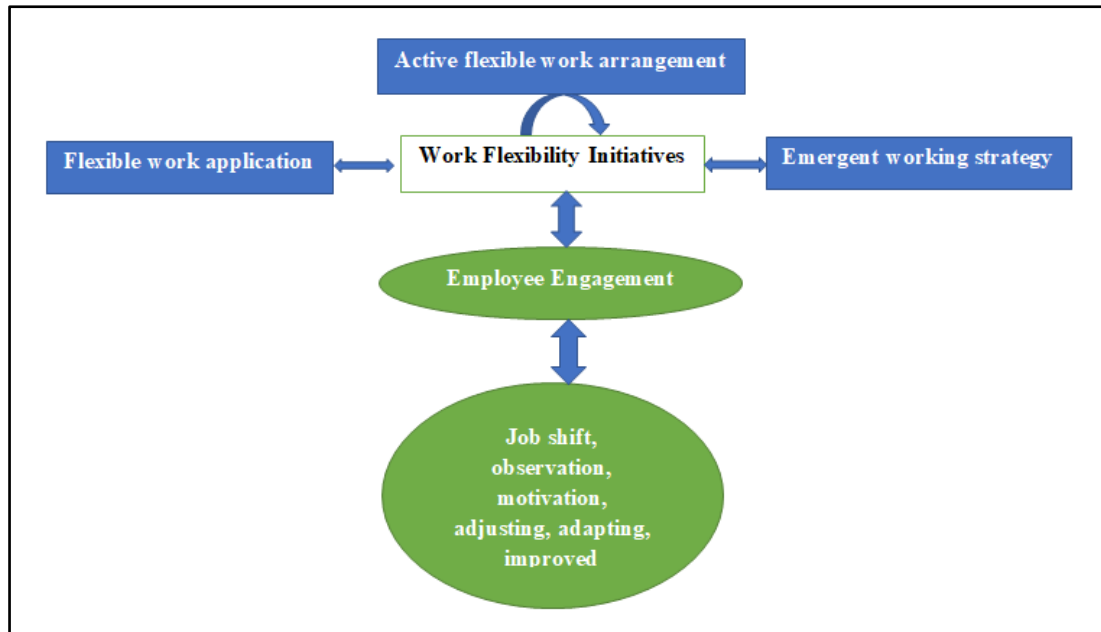 Active flexible work arrangement
Flexible work application
Work Flexibility Initiatives
Emergent working strategy
Employee Engagement
Job shift,
observation,
motivation,
adjusting, adapting,
improved